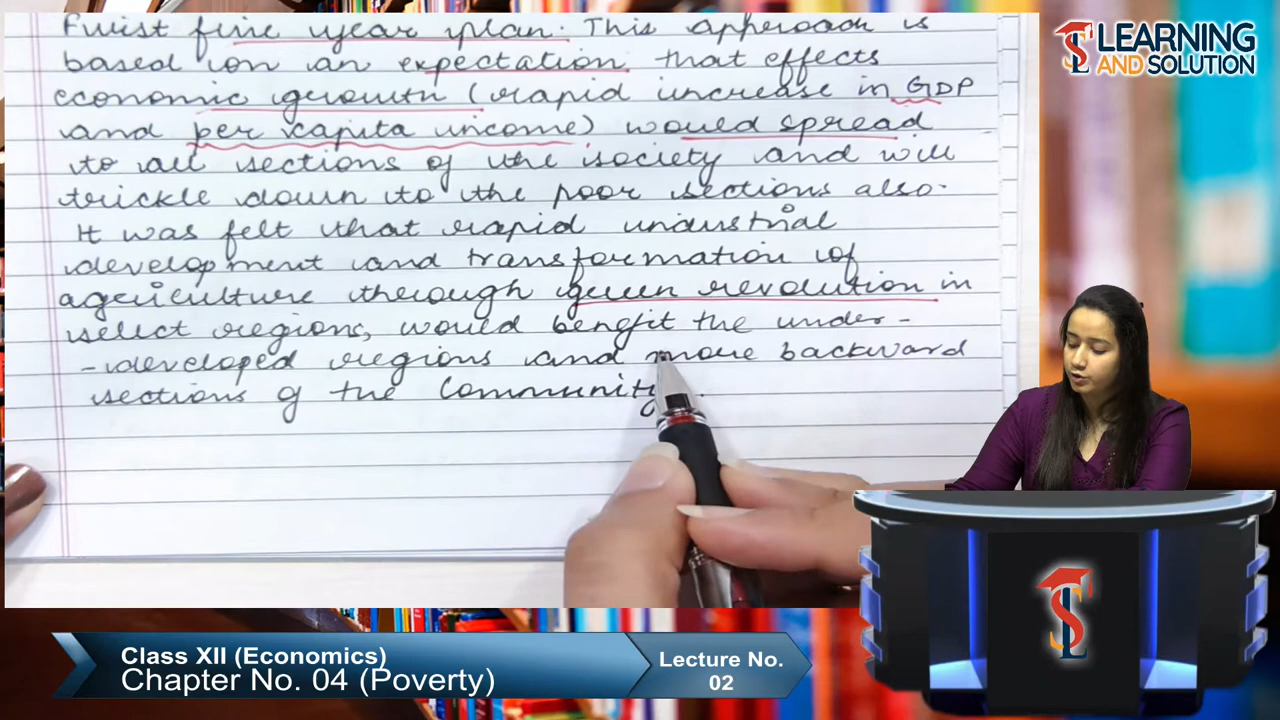 First five year plan. This approach is
based on an expectation that effects
economic growth (rapid increase in GDP
and per capita income) would spread
to all sections of the society and will
trickle down to the poor sections also.
It was felt that rapid industrial
development and transformation of
agriculture through green revolution in
select regions, would benefit the under-
-developed regions and more backward
sections of the Community.
LEARNING
AND SOLUTION
Class XII (Economics)
Chapter No. 04 (Poverty)
Lecture No.
02